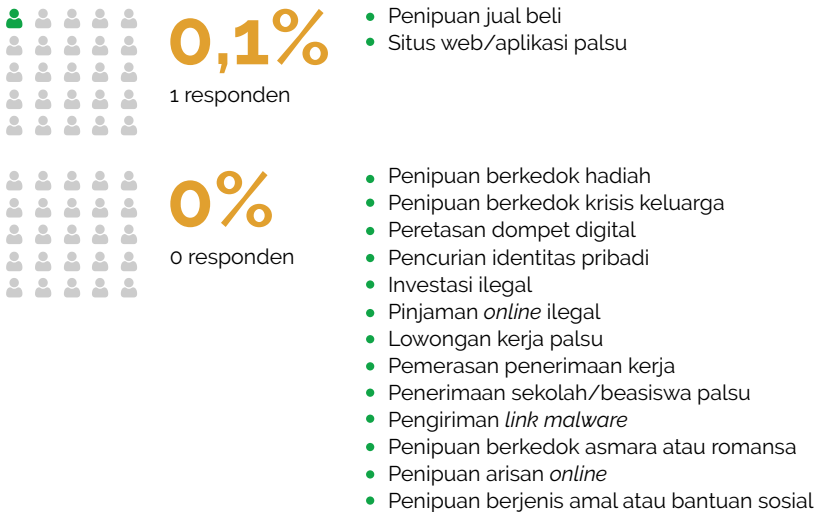 0,1%
1 responden
• Penipuan jual beli
• Situs web/aplikasi palsu
0%
0 responden
• Penipuan berkedok hadiah
• Penipuan berkedok krisis keluarga
• Peretasan dompet digital
• Pencurian identitas pribadi
• Investasi ilegal
• Pinjaman online ilegal
• Lowongan kerja palsu
• Pemerasan penerimaan kerja
• Penerimaan sekolah/beasiswa palsu
• Pengiriman link malware
• Penipuan berkedok asmara atau romansa
• Penipuan arisan online
• Penipuan berjenis amal atau bantuan sosial